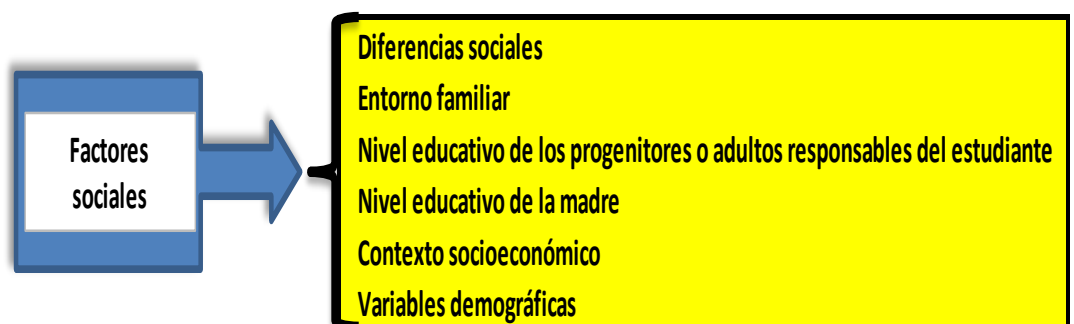 Factores
sociales
Diferencias sociales
Entorno familiar
Nivel educativo de los progenitores o adultos responsables del estudiante
Nivel educativo de la madre
Contexto socioeconómico
Variables demográficas